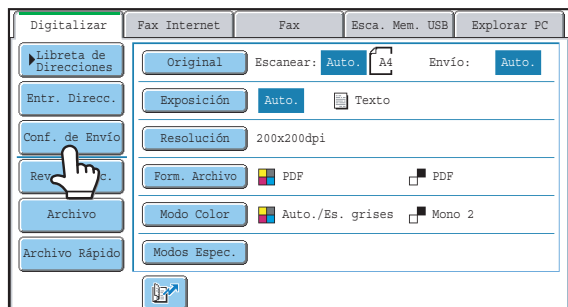 Digitalizar Fax Internet Fax Esca. Mem. USB Explorar PC
Libreta de Direcciones
Original Escanear: Auto. A4 Envío: Auto.
Entr. Direcc.
Exposición Auto. Texto
Conf. de Envío
Resolución 200x200dpi
Form. Archivo PDF PDF
Archivo
Modo Color Auto./Es. grises Mono 2
Archivo Rápido
Modos Espec.